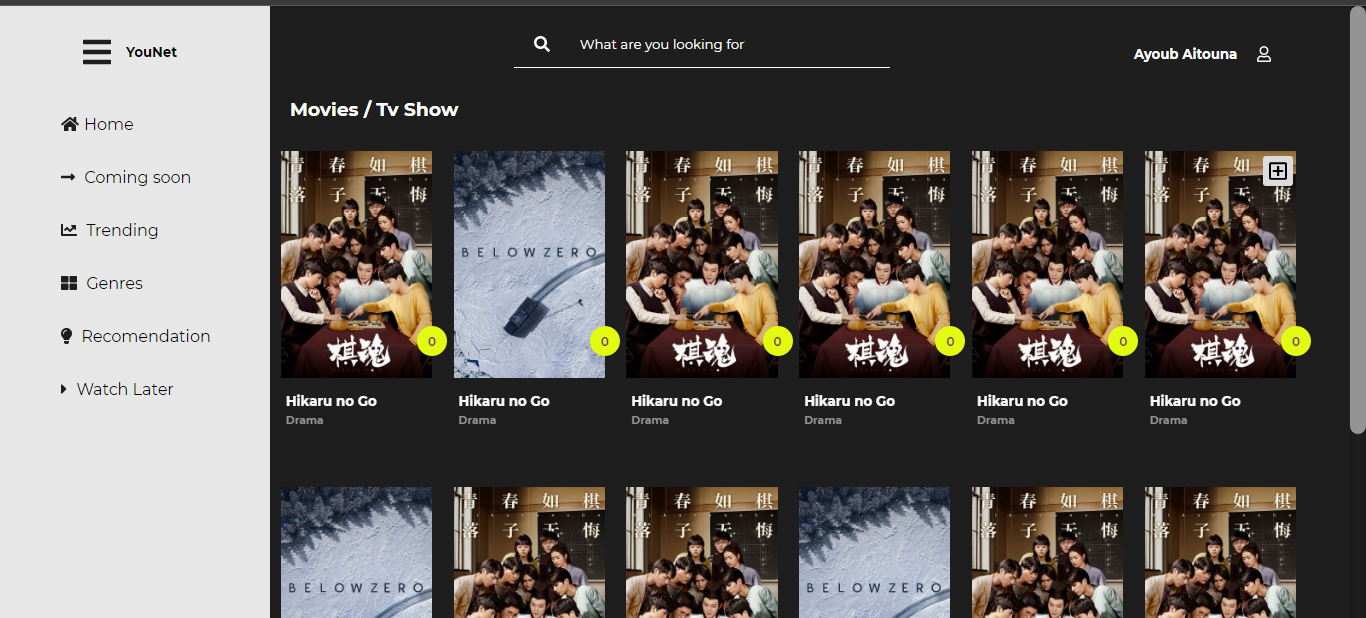 YouNet
What are you looking for
Ayoub Aitouna
Home
Coming soon
Trending
Genres
Recomendation
Watch Later
Movies / Tv Show
青 春 如 棋
落 子 无 悔
棋魂
0
Hikaru no Go
Drama
BELOWZERO
0
Hikaru no Go
Drama
青 春 如 棋
落 子 无 悔
棋魂
0
Hikaru no Go
Drama
青 春 如 棋
落 子 无 悔
棋魂
0
Hikaru no Go
Drama
青 春 如 棋
落 子 无 悔
棋魂
0
Hikaru no Go
Drama
青 春 如 棋
落 子 无 悔
棋魂
0
Hikaru no Go
Drama
BELOWZERO
青 春 如 棋
落 子 无 悔
青 春 如 棋
落 子 无 悔
BELOWZERO
青 春 如 棋
落 子 无 悔
青 春 如 棋
落 子 无 悔